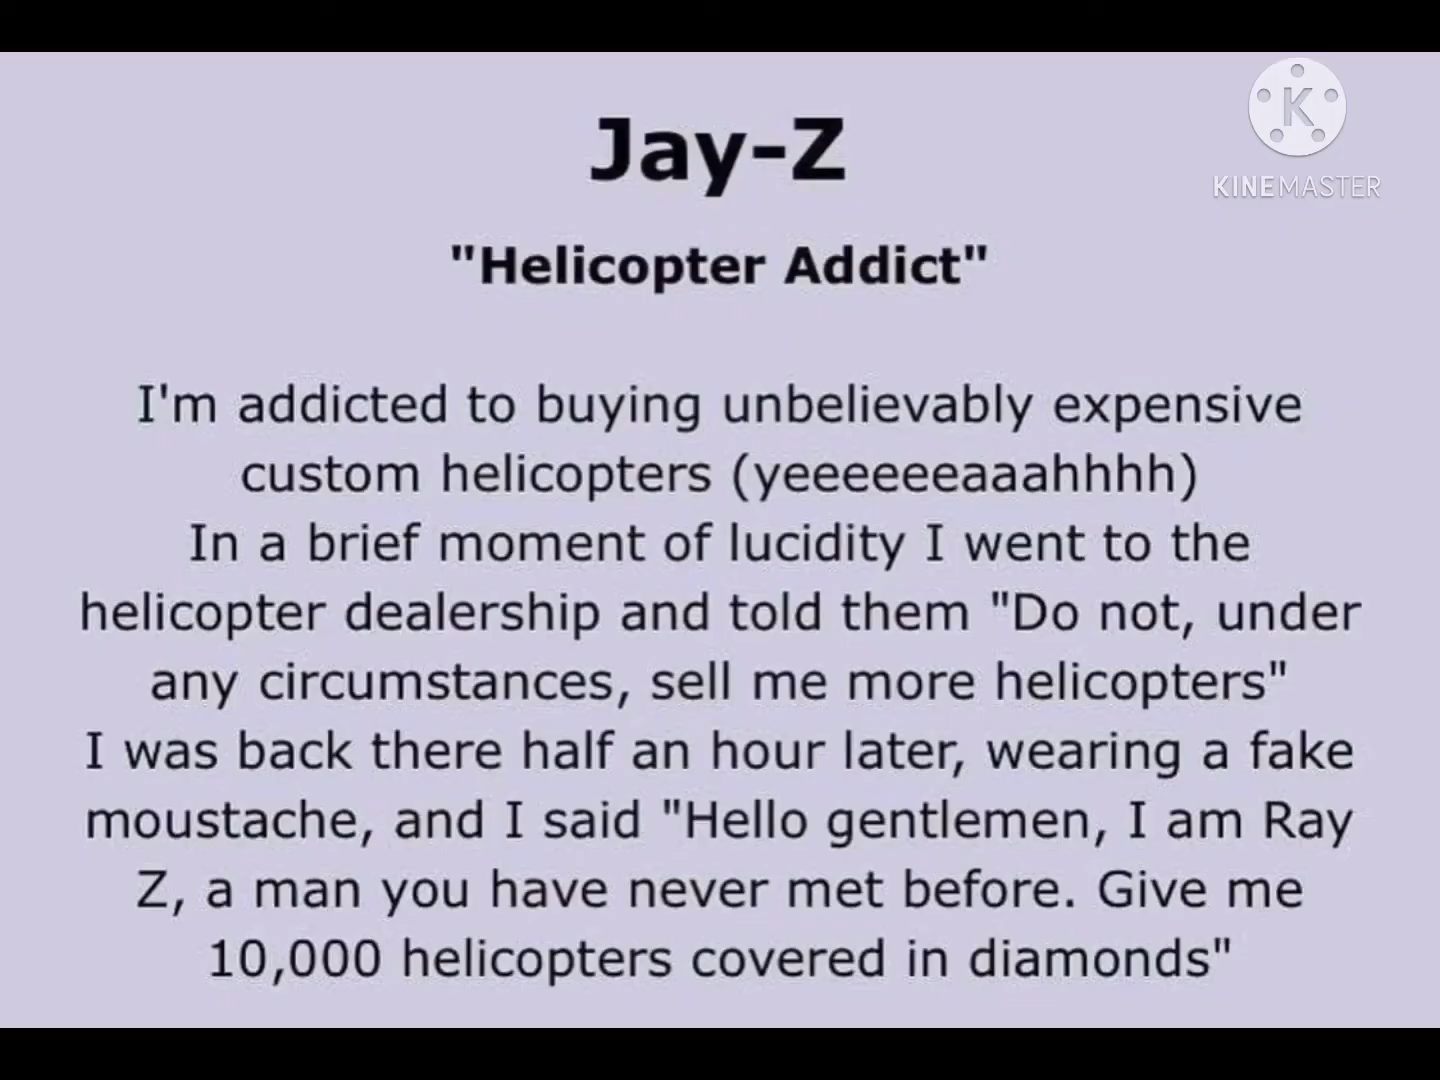 K
KINEMASTER
Jay-Z
"Helicopter Addict"
I'm addicted to buying unbelievably expensive
custom helicopters (yeeeeeeaaahhhh)
In a brief moment of lucidity I went to the
helicopter dealership and told them "Do not, under
any circumstances, sell me more helicopters"
I was back there half an hour later, wearing a fake
moustache, and I said "Hello gentlemen, I am Ray
Z, a man you have never met before. Give me
10,000 helicopters covered in diamonds"